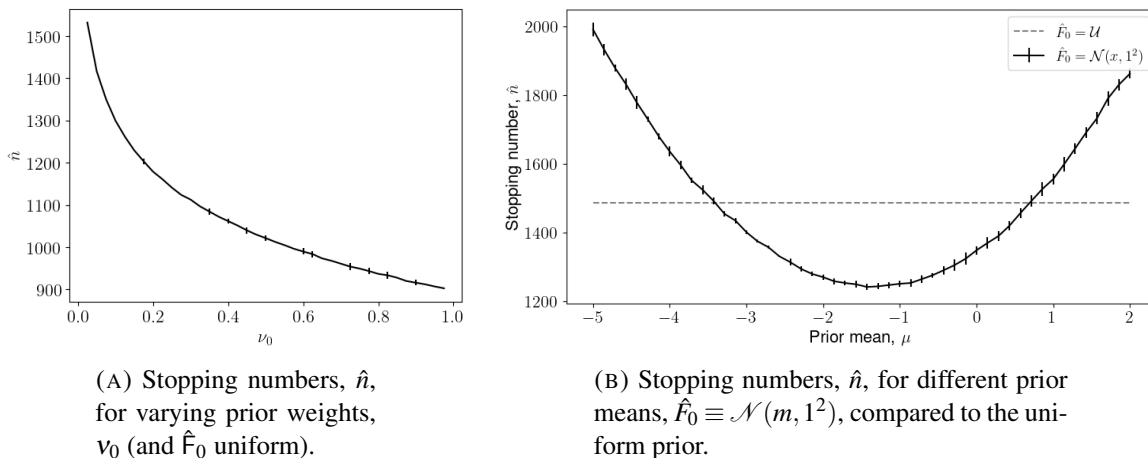 1500
1400
1300
1200
1100
1000
900
n̂
0.0 0.2 0.4 0.6 0.8 1.0
ν₀
(A) Stopping numbers, n̂,
for varying prior weights,
ν₀ (and F̂₀ uniform).
2000
1800
1600
1400
1200
Stopping number, n̂
F̂₀ = 𝒰
F̂₀ = 𝒩(x, 1²)
−5 −4 −3 −2 −1 0 1 2
Prior mean, μ
(B) Stopping numbers, n̂, for different prior
means, F̂₀ ≡ 𝒩(m, 1²), compared to the uni-
form prior.